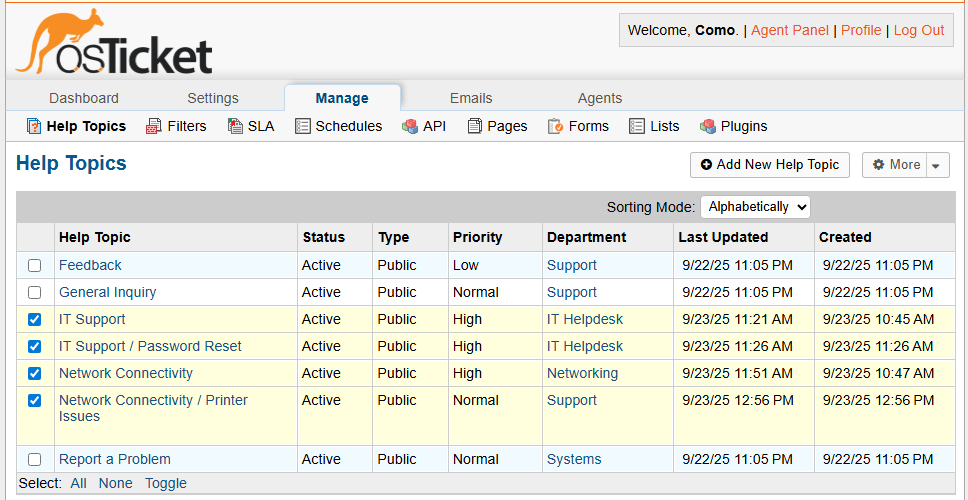 Welcome, Como. | Agent Panel | Profile | Log Out
osTicket
Dashboard Settings Manage Emails Agents
Help Topics Filters SLA Schedules API Pages Forms Lists Plugins
Help Topics
Add New Help Topic More
Sorting Mode: Alphabetically
Help Topic Status Type Priority Department Last Updated Created
Feedback Active Public Low Support 9/22/25 11:05 PM 9/22/25 11:05 PM
General Inquiry Active Public Normal Support 9/22/25 11:05 PM 9/22/25 11:05 PM
IT Support Active Public High IT Helpdesk 9/23/25 11:21 AM 9/23/25 10:45 AM
IT Support / Password Reset Active Public High IT Helpdesk 9/23/25 11:26 AM 9/23/25 11:26 AM
Network Connectivity Active Public High Networking 9/23/25 11:51 AM 9/23/25 10:47 AM
Network Connectivity / Printer Active Public Normal Support 9/23/25 12:56 PM 9/23/25 12:56 PM
Issues
Report a Problem Active Public Normal Systems 9/22/25 11:05 PM 9/22/25 11:05 PM
Select: All None Toggle